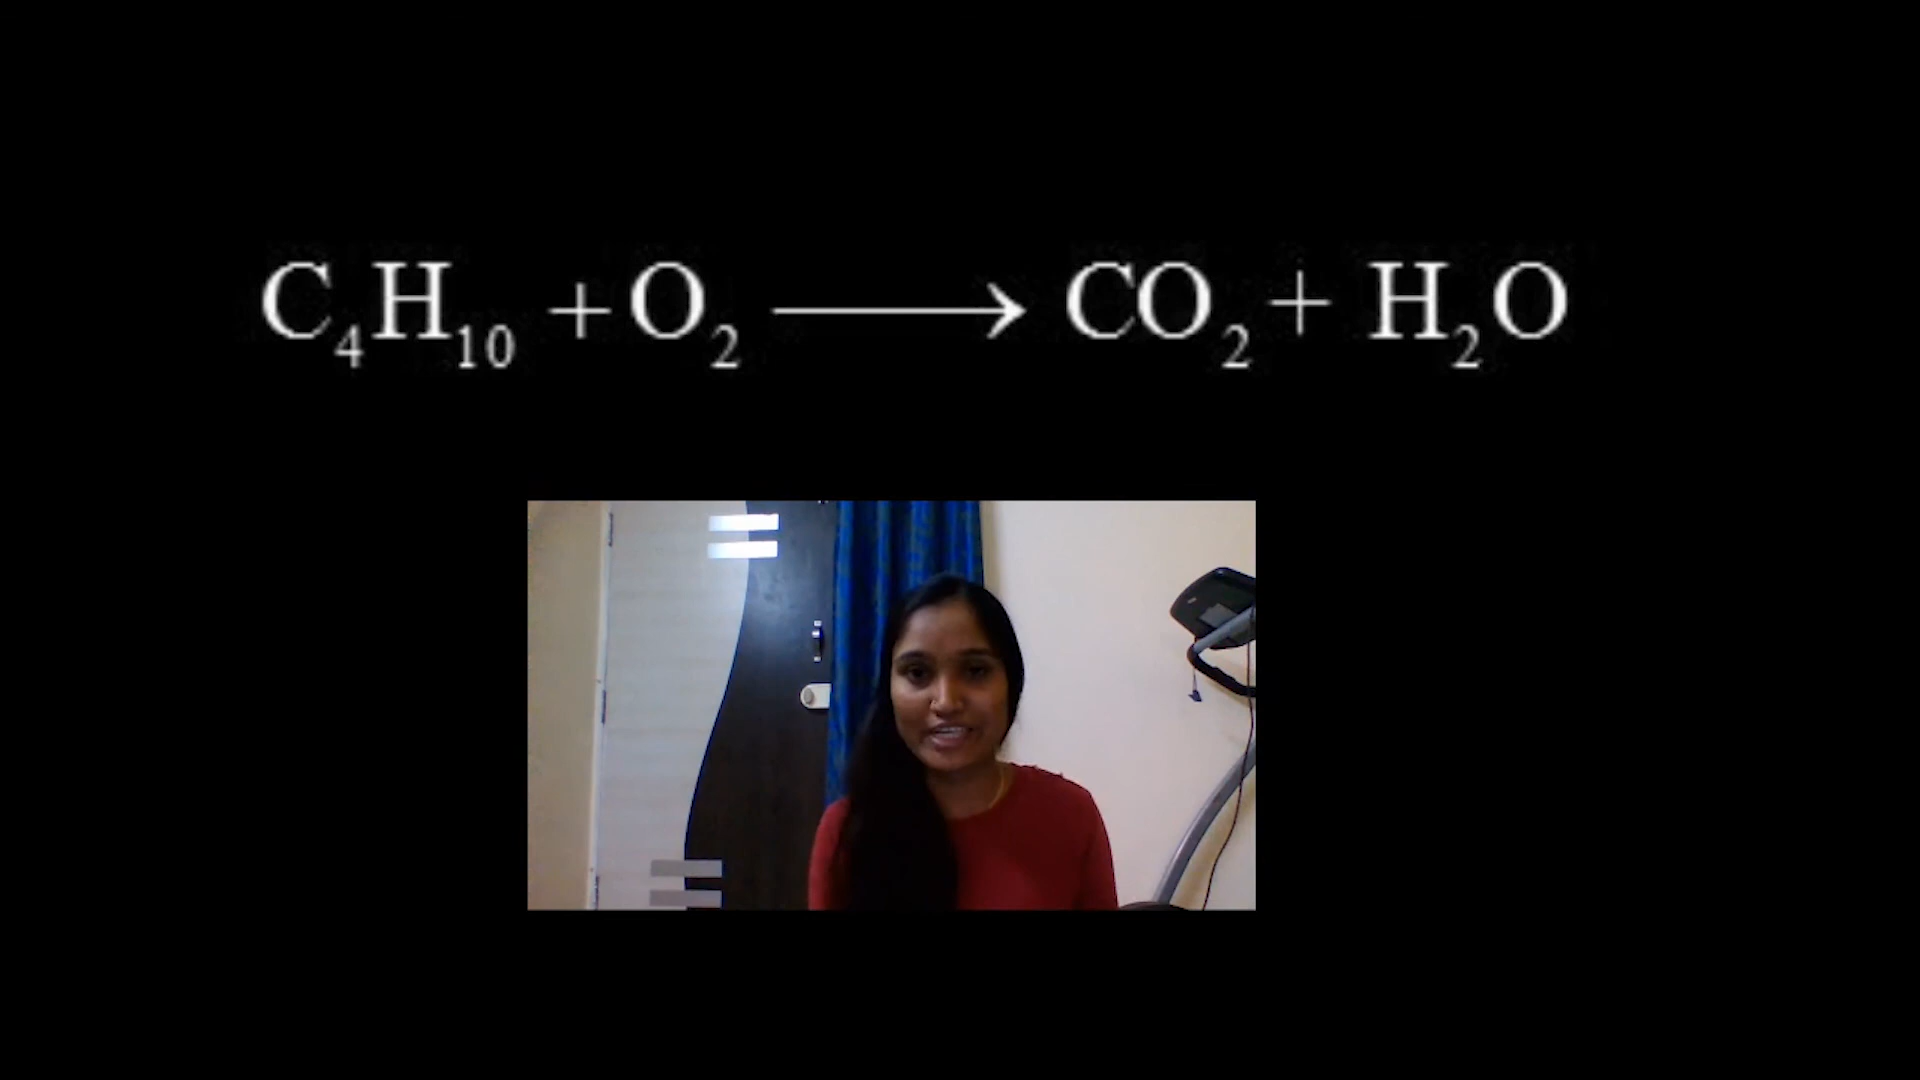 C₄H₁₀ + O₂ ⟶ CO₂ + H₂O